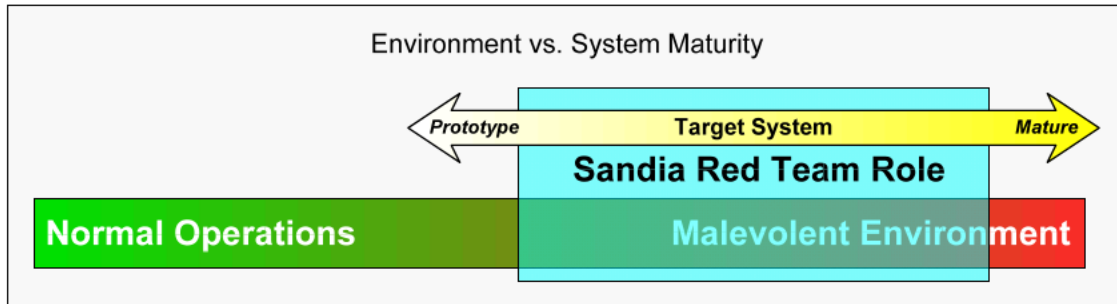 Environment vs. System Maturity
Prototype Target System Mature
Sandia Red Team Role
Normal Operations Malevolent Environment